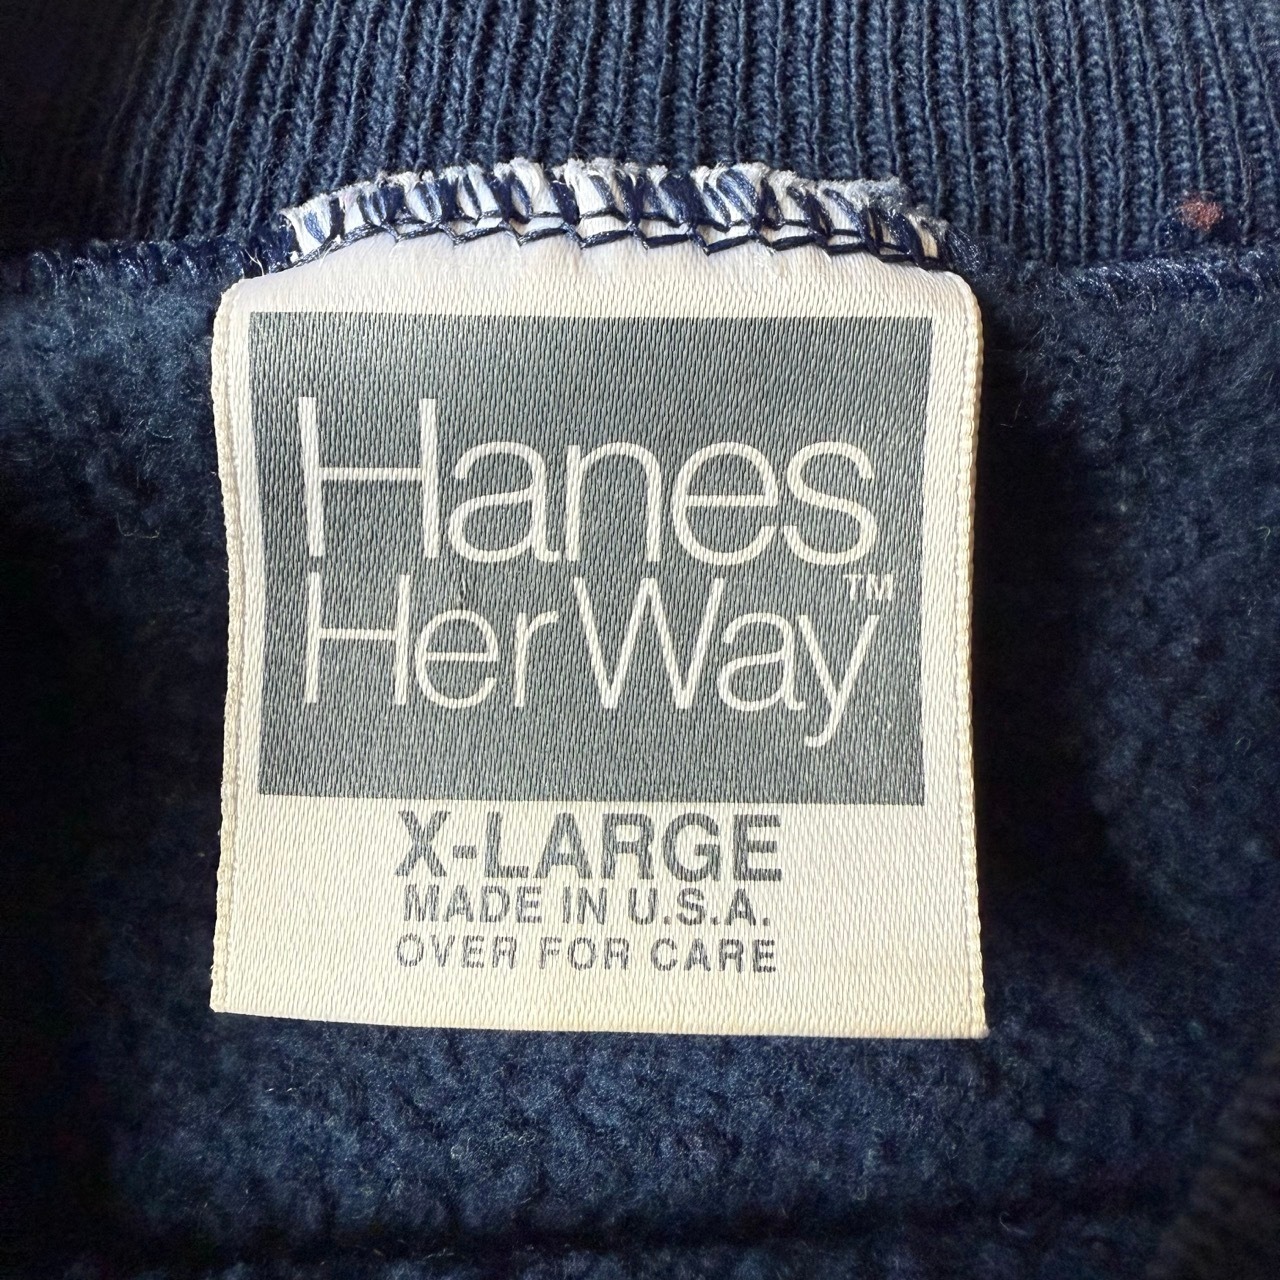 Hanes
Her Way™
X-LARGE
MADE IN U.S.A.
OVER FOR CARE